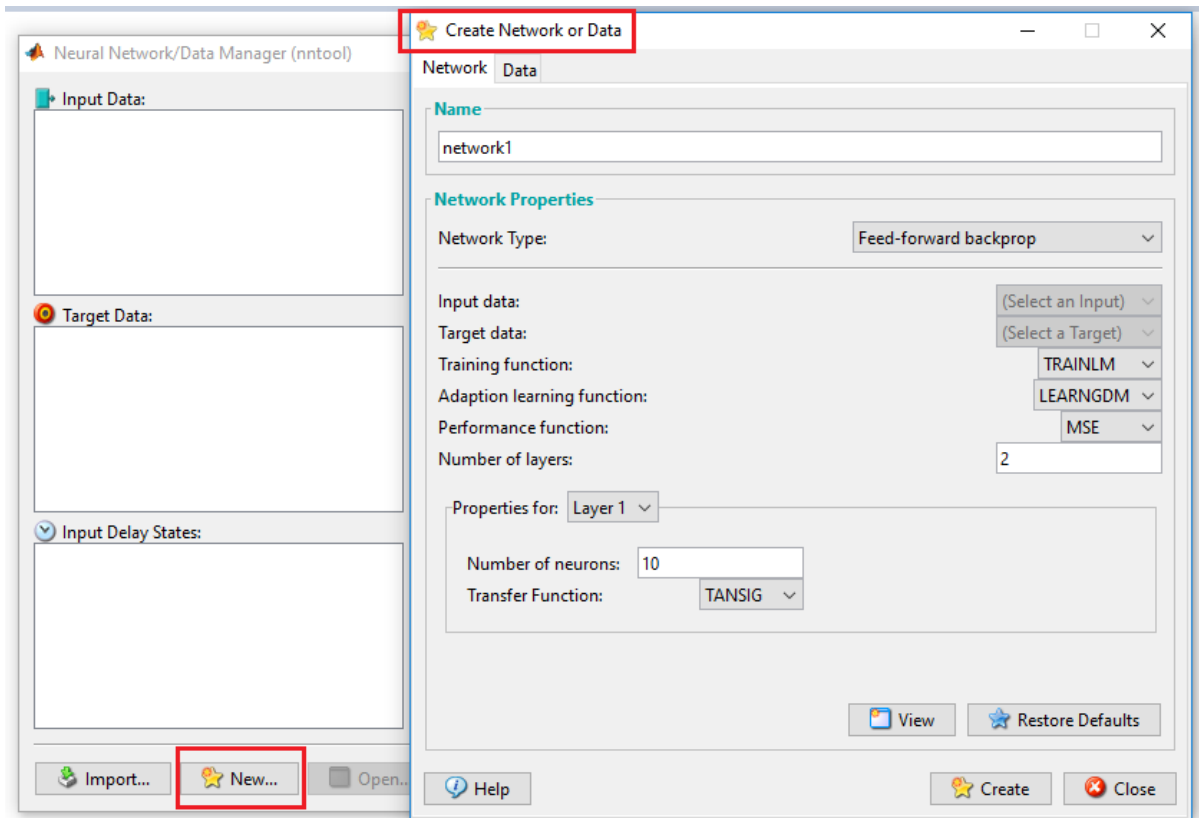 Neural Network/Data Manager (nntool)
Input Data:
Target Data:
Input Delay States:
Import...
New...
Open..
Create Network or Data
Network
Data
Name
network1
Network Properties
Network Type:
Feed-forward backprop
Input data:
(Select an Input)
Target data:
(Select a Target)
Training function:
TRAINLM
Adaption learning function:
LEARNGDM
Performance function:
MSE
Number of layers:
2
Properties for:
Layer 1
Number of neurons:
10
Transfer Function:
TANSIG
View
Restore Defaults
Help
Create
Close